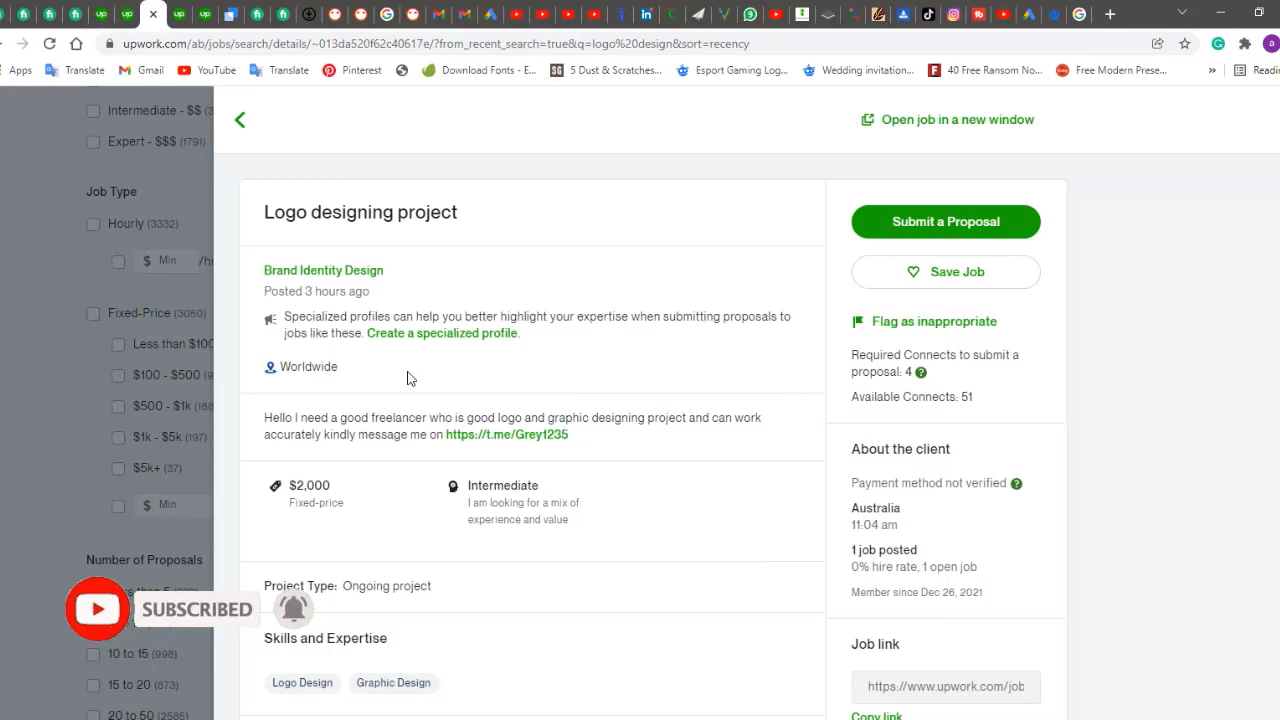 upwork.com/ab/jobs/search/details/~013da520f62c40617e/?from_recent_search=true&q=logo%20design&sort=recency
Apps Translate Gmail YouTube Translate Pinterest Download Fonts - E... 5 Dust & Scratches... Esport Gaming Log... Wedding invitation... 40 Free Ransom No... Free Modern Prese... » Readin
Intermediate - $$
Expert - $$$ (1791)
Job Type
Hourly (3332)
$ Min /h
Fixed-Price (3050)
Less than $100
$100 - $500
$500 - $1k
$1k - $5k (197)
$5k+ (37)
$ Min
Number of Proposals
10 to 15 (998)
15 to 20 (873)
20 to 50 (2585)
Open job in a new window
Logo designing project
Brand Identity Design
Posted 3 hours ago
Specialized profiles can help you better highlight your expertise when submitting proposals to
jobs like these. Create a specialized profile.
Worldwide
Hello I need a good freelancer who is good logo and graphic designing project and can work
accurately kindly message me on https://t.me/Grey1235
$2,000
Fixed-price
Intermediate
I am looking for a mix of
experience and value
Project Type: Ongoing project
SUBSCRIBED
Skills and Expertise
Logo Design Graphic Design
Submit a Proposal
Save Job
Flag as inappropriate
Required Connects to submit a
proposal: 4
Available Connects: 51
About the client
Payment method not verified
Australia
11:04 am
1 job posted
0% hire rate, 1 open job
Member since Dec 26, 2021
Job link
https://www.upwork.com/job
Copy link